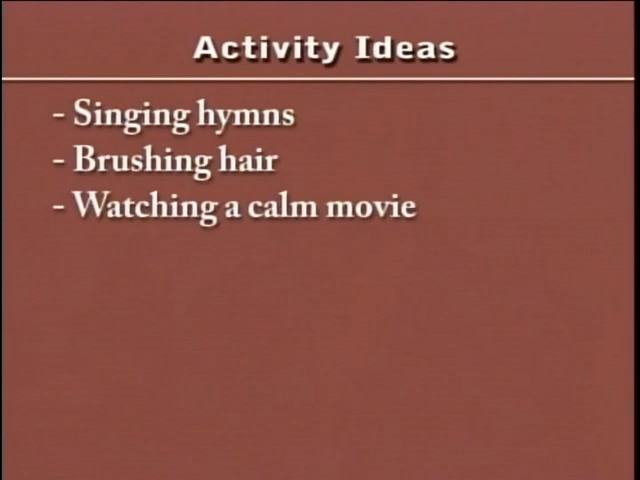 Activity Ideas
- Singing hymns
- Brushing hair
- Watching a calm movie